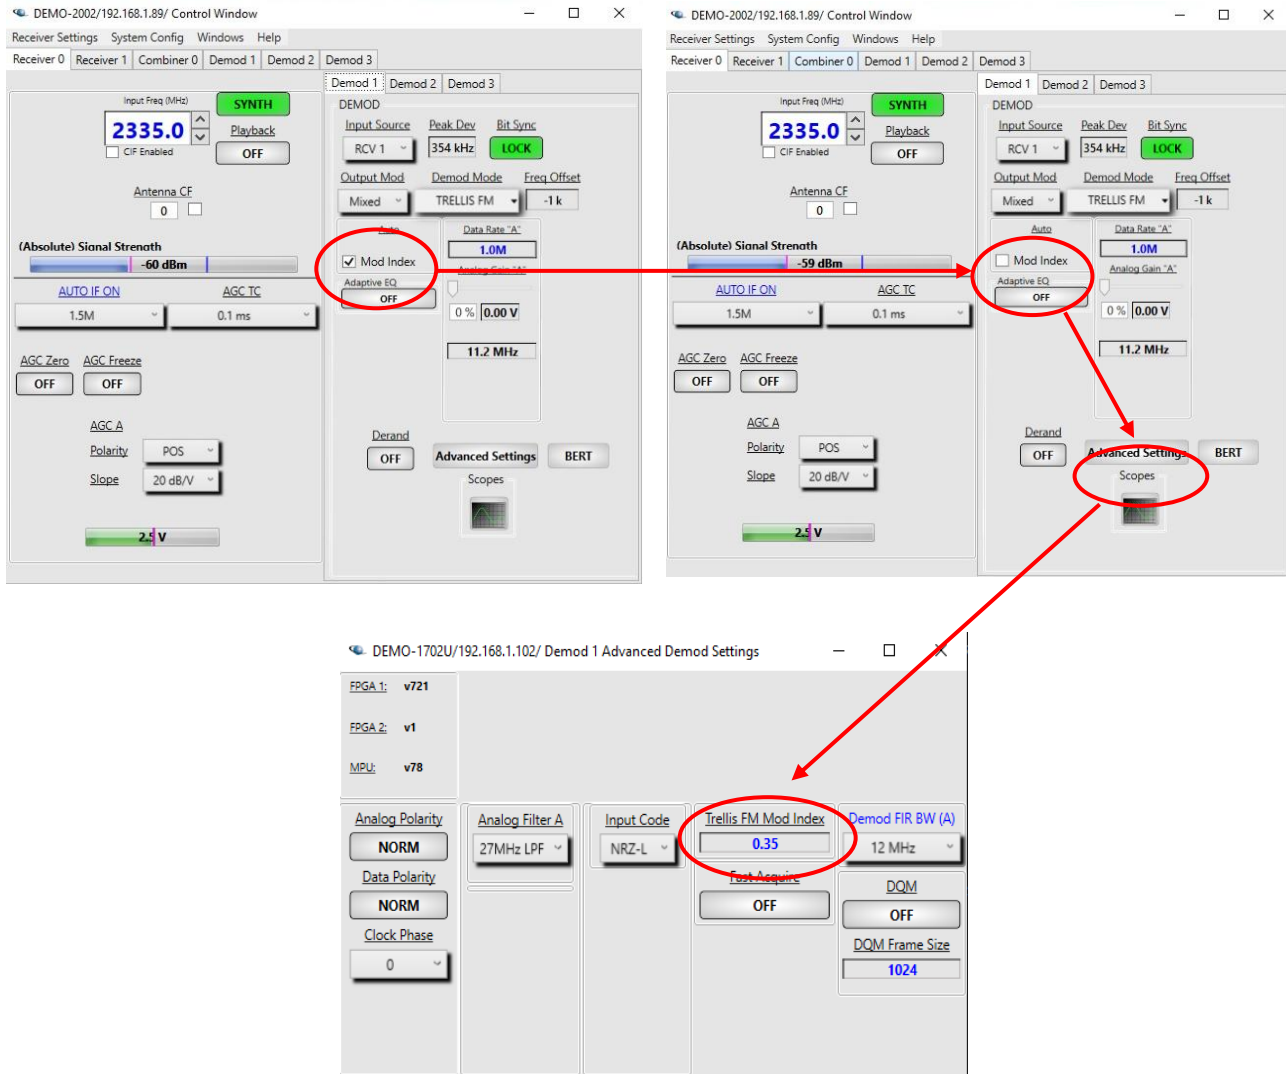 DEMO-2002/192.168.1.89/ Control Window
Receiver Settings System Config Windows Help
Receiver 0 Receiver 1 Combiner 0 Demod 1 Demod 2 Demod 3
Input Freq (MHz)
SYNTH
2335.0
Playback
CIF Enabled
OFF
Antenna CF
0
(Absolute) Signal Strength
-60 dBm
AUTO IF ON AGC TC
1.5M 0.1 ms
AGC Zero AGC Freeze
OFF OFF
AGC A
Polarity POS
Slope 20 dB/V
2.5 V
Demod 1 Demod 2 Demod 3
DEMOD
Input Source Peak Dev Bit Sync
RCV 1 354 kHz LOCK
Output Mod Demod Mode Freq Offset
Mixed TRELLIS FM -1 k
Auto Data Rate "A"
1.0M
Mod Index
Analog Gain "A"
Adaptive EQ
OFF
0 % 0.00 V
11.2 MHz
Derand
OFF Advanced Settings BERT
Scopes
DEMO-2002/192.168.1.89/ Control Window
Receiver Settings System Config Windows Help
Receiver 0 Receiver 1 Combiner 0 Demod 1 Demod 2 Demod 3
Input Freq (MHz)
SYNTH
2335.0
Playback
CIF Enabled
OFF
Antenna CF
0
(Absolute) Signal Strength
-59 dBm
AUTO IF ON AGC TC
1.5M 0.1 ms
AGC Zero AGC Freeze
OFF OFF
AGC A
Polarity POS
Slope 20 dB/V
2.5 V
Demod 1 Demod 2 Demod 3
DEMOD
Input Source Peak Dev Bit Sync
RCV 1 354 kHz LOCK
Output Mod Demod Mode Freq Offset
Mixed TRELLIS FM -1 k
Auto Data Rate "A"
1.0M
Mod Index
Analog Gain "A"
Adaptive EQ
OFF
0 % 0.00 V
11.2 MHz
Derand
OFF Advanced Settings BERT
Scopes
DEMO-1702U/192.168.1.102/ Demod 1 Advanced Demod Settings
FPGA 1: v721
FPGA 2: v1
MPU: v78
Analog Polarity Analog Filter A Input Code Trellis FM Mod Index Demod FIR BW (A)
NORM 27MHz LPF NRZ-L 0.35 12 MHz
Data Polarity Fast Acquire DQM
NORM OFF OFF
Clock Phase DQM Frame Size
0 1024